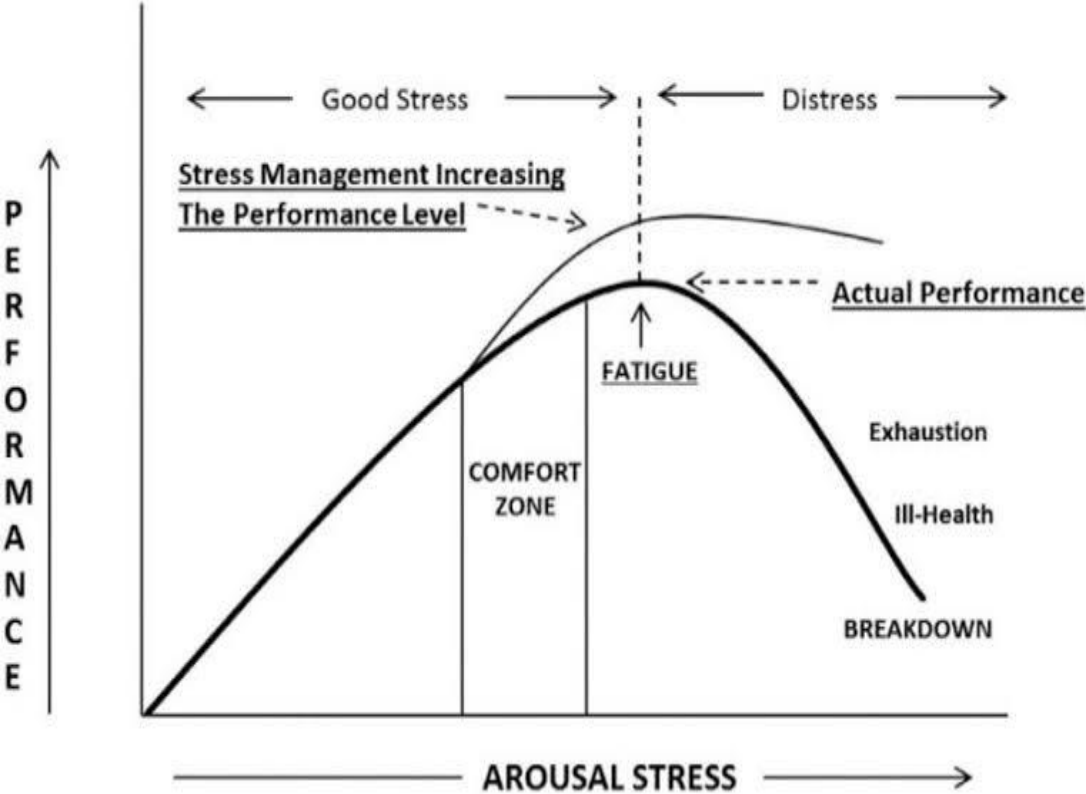 Good Stress
Distress
Stress Management Increasing
The Performance Level
PERFORMANCE
Actual Performance
FATIGUE
Exhaustion
COMFORT
ZONE
Ill-Health
BREAKDOWN
AROUSAL STRESS